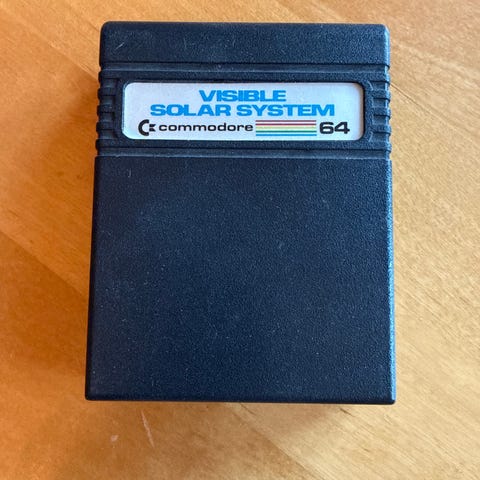 VISIBLE
SOLAR SYSTEM
commodore 64